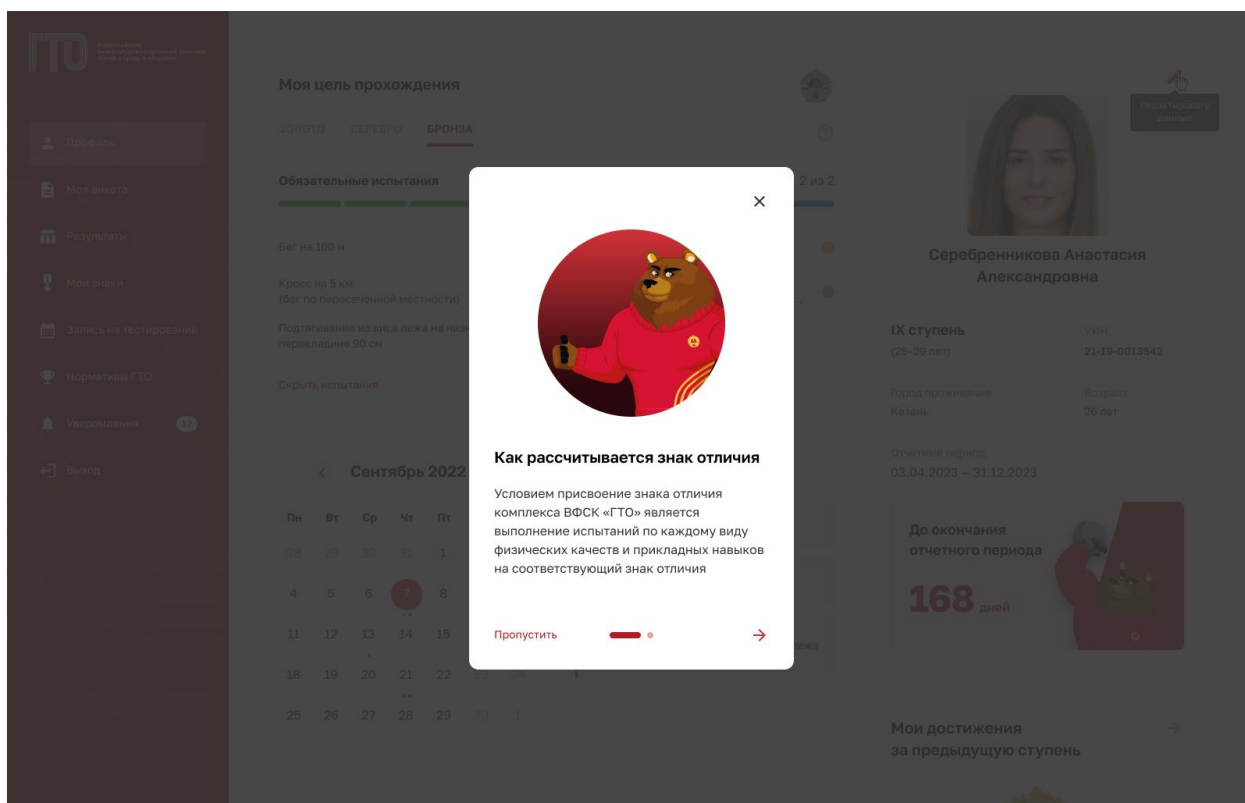 ГТО
Профиль
Моя анкета
Результаты
Мои знаки
Запись на тестирование
Нормативы ГТО
Уведомления 12
Выход
Моя цель прохождения
ЗОЛОТО СЕРЕБРО БРОНЗА
Обязательные испытания
2 из 2
Бег на 100 м
Кросс на 5 км
(бег по пересеченной местности)
Подтягивание из виса лежа на
перекладине 90 см
Скрыть испытания
Сентябрь 2022
Пн Вт Ср Чт Пт
28 29 30 31 1
4 5 6 7 8
11 12 13 14 15
18 19 20 21 22 23 24
25 26 27 28 29 30 1
Как рассчитывается знак отличия
Условием присвоение знака отличия
комплекса ВФСК «ГТО» является
выполнение испытаний по каждому виду
физических качеств и прикладных навыков
на соответствующий знак отличия
Пропустить
Редактировать
данные
Серебренникова Анастасия
Александровна
IX ступень
(25–29 лет)
УИН
21-19-0013542
Город проживания
Казань
Возраст
26 лет
Отчетный период
03.04.2023 — 31.12.2023
До окончания
отчетного периода
168 дней
Мои достижения
за предыдущую ступень